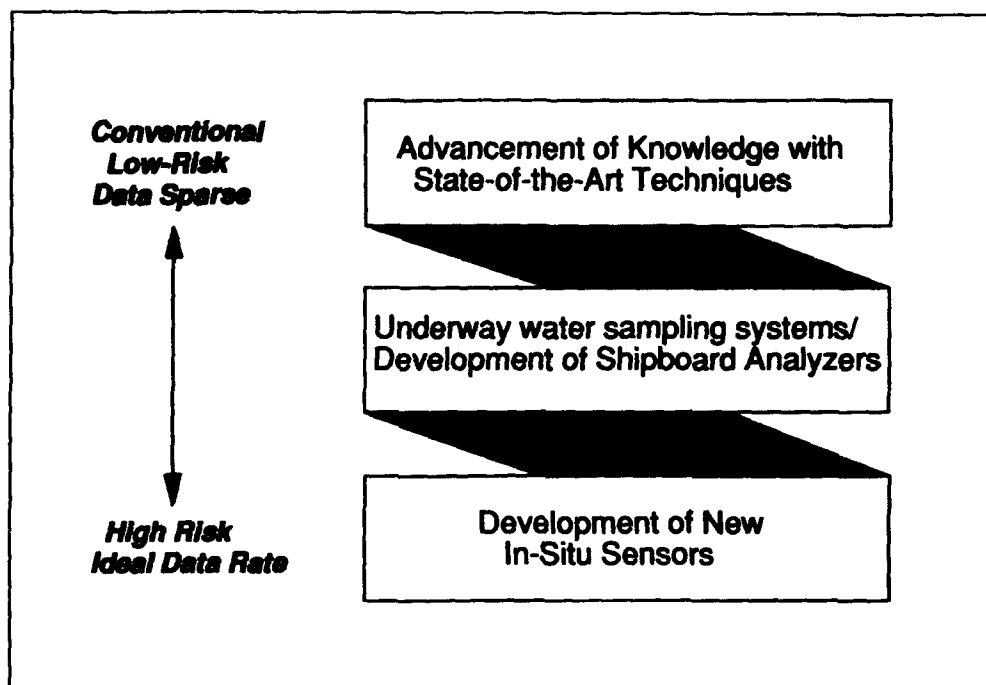 Conventional
Low-Risk
Data Sparse
Advancement of Knowledge with
State-of-the-Art Techniques
Underway water sampling systems/
Development of Shipboard Analyzers
High Risk
Ideal Data Rate
Development of New
In-Situ Sensors